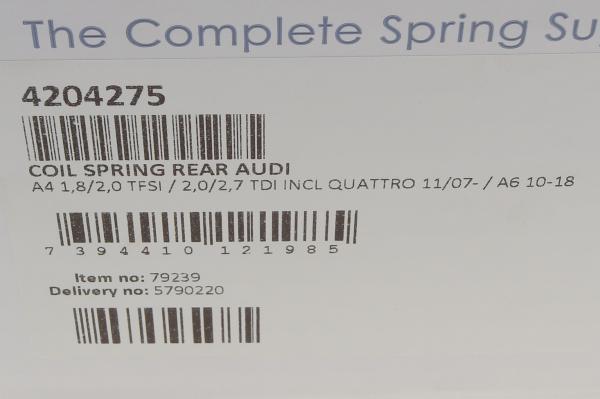 The Complete Spring Su
4204275
COIL SPRING REAR AUDI
A4 1,8/2,0 TFSI / 2,0/2,7 TDI INCL QUATTRO 11/07- / A6 10-18
7 394410 121985
Item no: 79239
Delivery no: 5790220